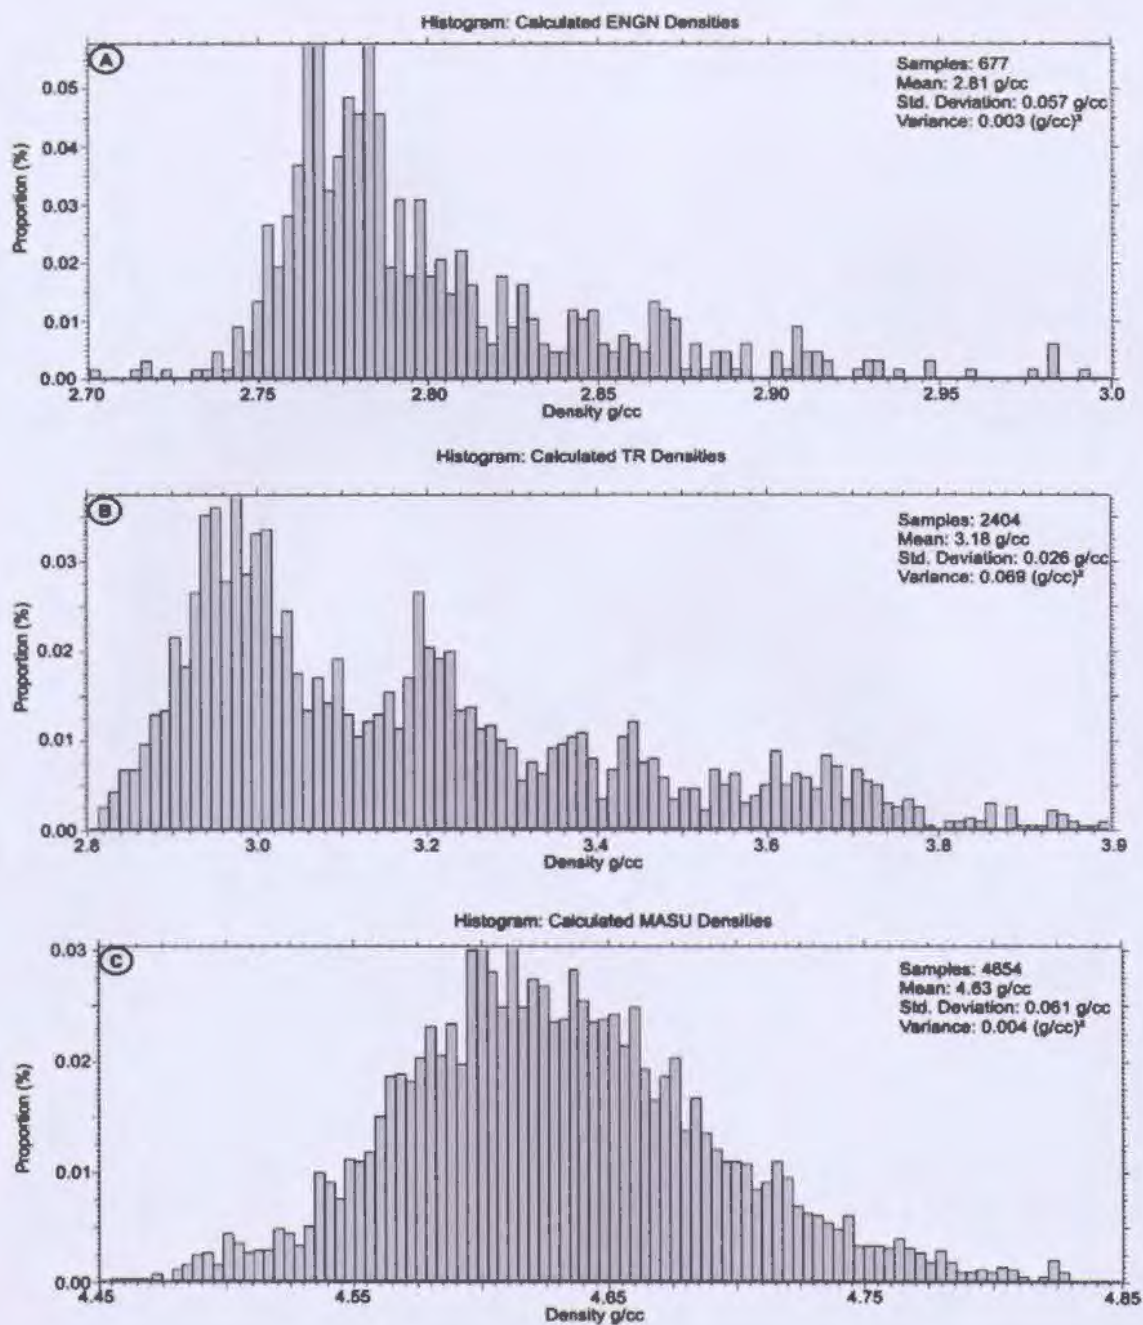 Histogram: Calculated ENGN Densities
A
Samples: 677
Mean: 2.81 g/cc
Std. Deviation: 0.057 g/cc
Variance: 0.003 (g/cc)²
Proportion (%)
0.05
0.04
0.03
0.02
0.01
0.00
2.70 2.75 2.80 2.85 2.90 2.95 3.0
Density g/cc
Histogram: Calculated TR Densities
B
Samples: 2404
Mean: 3.18 g/cc
Std. Deviation: 0.026 g/cc
Variance: 0.069 (g/cc)²
Proportion (%)
0.03
0.02
0.01
0.00
2.8 3.0 3.2 3.4 3.6 3.8 3.9
Density g/cc
Histogram: Calculated MASU Densities
C
Samples: 4854
Mean: 4.63 g/cc
Std. Deviation: 0.061 g/cc
Variance: 0.004 (g/cc)²
Proportion (%)
0.03
0.02
0.01
0.00
4.45 4.55 4.65 4.75 4.85
Density g/cc